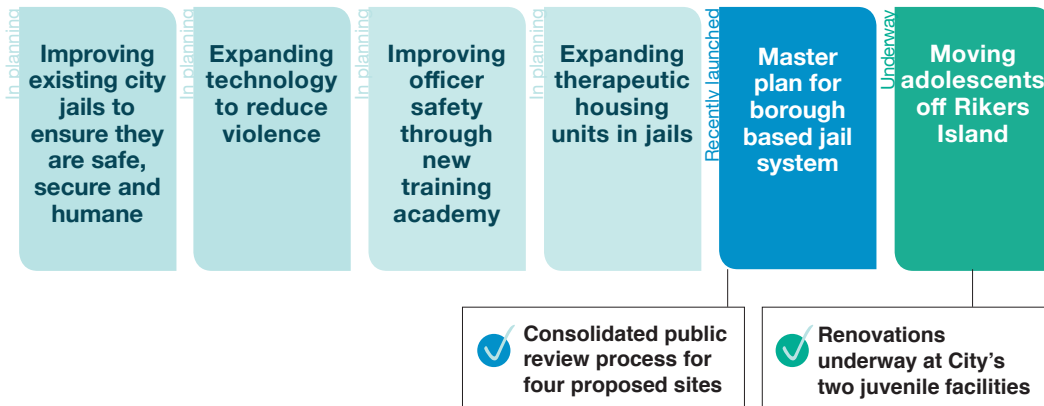 In planning
Improving
existing city
jails to
ensure they
are safe,
secure and
humane
In planning
Expanding
technology
to reduce
violence
In planning
Improving
officer
safety
through
new
training
academy
In planning
Expanding
therapeutic
housing
units in jails
Recently launched
Master
plan for
borough
based jail
system
Underway
Moving
adolescents
off Rikers
Island
Consolidated public
review process for
four proposed sites
Renovations
underway at City's
two juvenile facilities